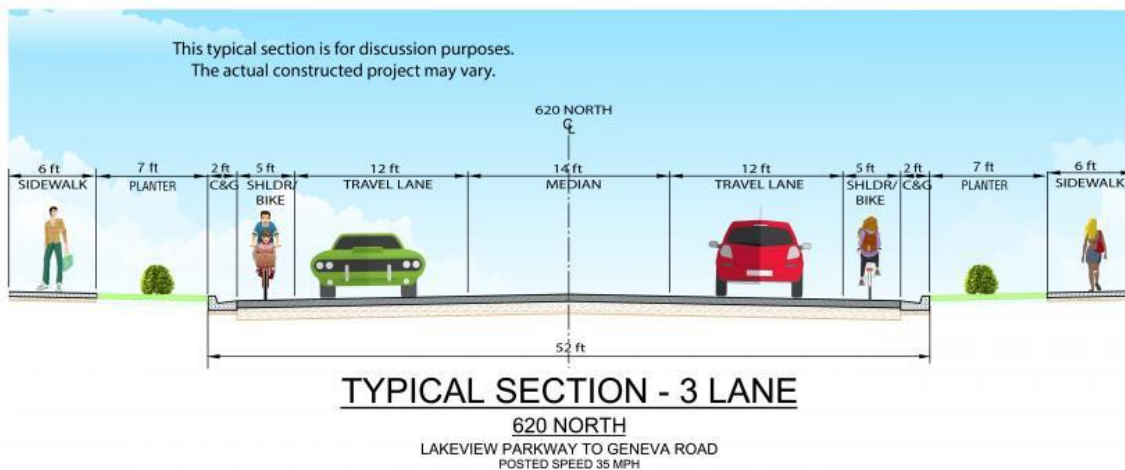 This typical section is for discussion purposes.
The actual constructed project may vary.
620 NORTH
℄
6 ft 7 ft 2 ft 5 ft 12 ft 14 ft 12 ft 5 ft 2 ft 7 ft 6 ft
SIDEWALK PLANTER C&G SHLDR/ TRAVEL LANE MEDIAN TRAVEL LANE SHLDR/ C&G PLANTER SIDEWALK
BIKE BIKE
52 ft
TYPICAL SECTION - 3 LANE
620 NORTH
LAKEVIEW PARKWAY TO GENEVA ROAD
POSTED SPEED 35 MPH